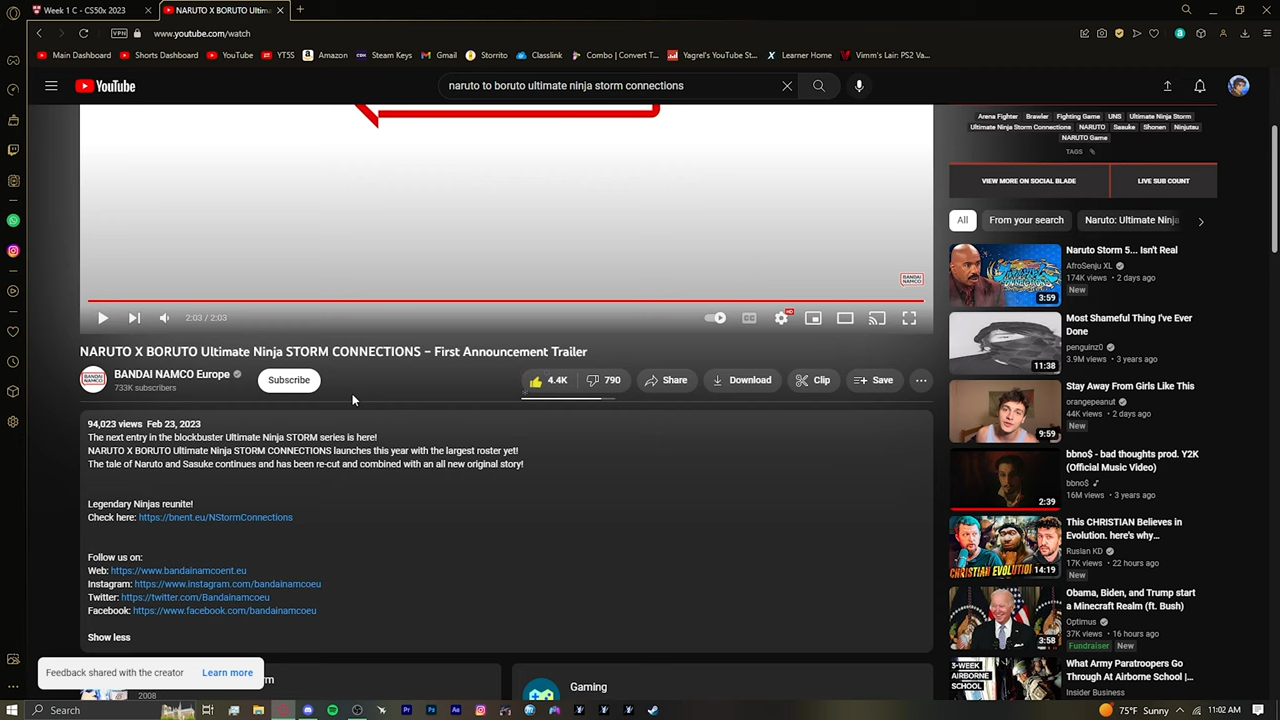 Week 1 C - CS50x 2023
NARUTO X BORUTO Ultim
VPN
www.youtube.com/watch
Main Dashboard
Shorts Dashboard
YouTube
YT5S
Amazon
Steam Keys
Gmail
Storrito
Classlink
Combo | Convert T...
Yagrel's YouTube St...
Learner Home
Vimm's Lair: PS2 Va...
YouTube
naruto to boruto ultimate ninja storm connections
BANDAI NAMCO
2:03 / 2:03
CC
HD
NARUTO X BORUTO Ultimate Ninja STORM CONNECTIONS – First Announcement Trailer
BANDAI NAMCO Europe
733K subscribers
Subscribe
4.4K
790
Share
Download
Clip
Save
94,023 views Feb 23, 2023
The next entry in the blockbuster Ultimate Ninja STORM series is here!
NARUTO X BORUTO Ultimate Ninja STORM CONNECTIONS launches this year with the largest roster yet!
The tale of Naruto and Sasuke continues and has been re-cut and combined with an all new original story!
Legendary Ninjas reunite!
Check here: https://bnent.eu/NStormConnections
Follow us on:
Web: https://www.bandainamcoent.eu
Instagram: https://www.instagram.com/bandainamcoeu
Twitter: https://twitter.com/Bandainamcoeu
Facebook: https://www.facebook.com/bandainamcoeu
Show less
Feedback shared with the creator
Learn more
2008
Gaming
Arena Fighter Brawler Fighting Game UNS Ultimate Ninja Storm
Ultimate Ninja Storm Connections NARUTO Sasuke Shonen Ninjutsu
NARUTO Game
TAGS
VIEW MORE ON SOCIAL BLADE
LIVE SUB COUNT
All
From your search
Naruto: Ultimate Ninja
3:59
Naruto Storm 5... Isn't Real
AfroSenju XL
174K views • 2 days ago
New
11:38
Most Shameful Thing I've Ever
Done
penguinz0
3.9M views • 3 years ago
9:59
Stay Away From Girls Like This
orangepeanut
44K views • 2 days ago
New
2:39
bbno$ - bad thoughts prod. Y2K
(Official Music Video)
bbno$
16M views • 3 years ago
CHRISTIAN EVOLUTION
14:19
This CHRISTIAN Believes in
Evolution. here's why...
Ruslan KD
17K views • 22 hours ago
New
3:58
Obama, Biden, and Trump start
a Minecraft Realm (ft. Bush)
Optimus
37K views • 16 hours ago
Fundraiser
New
3-WEEK
AIRBORNE
SCHOOL
What Army Paratroopers Go
Through At Airborne School |...
Insider Business
Search
75°F Sunny
11:02 AM